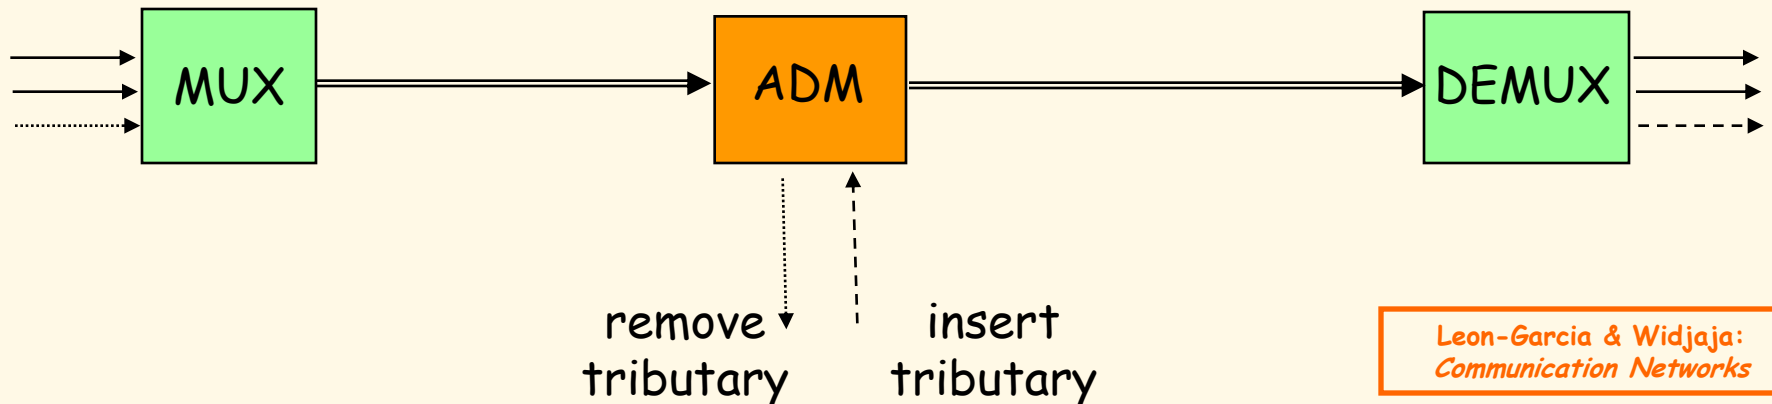 MUX
ADM
DEMUX
remove
tributary
insert
tributary
Leon-Garcia & Widjaja:
Communication Networks